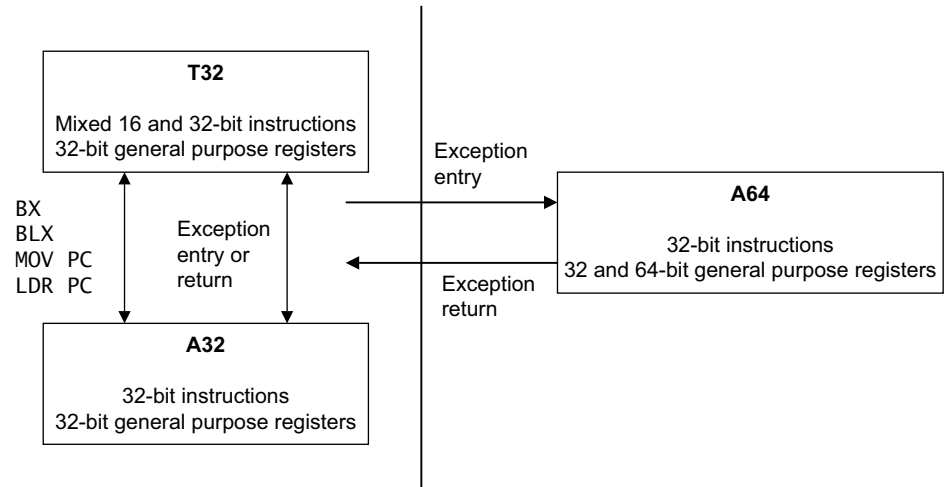 T32
Mixed 16 and 32-bit instructions
32-bit general purpose registers
BX
BLX
MOV PC
LDR PC
Exception
entry or
return
A32
32-bit instructions
32-bit general purpose registers
Exception
entry
Exception
return
A64
32-bit instructions
32 and 64-bit general purpose registers